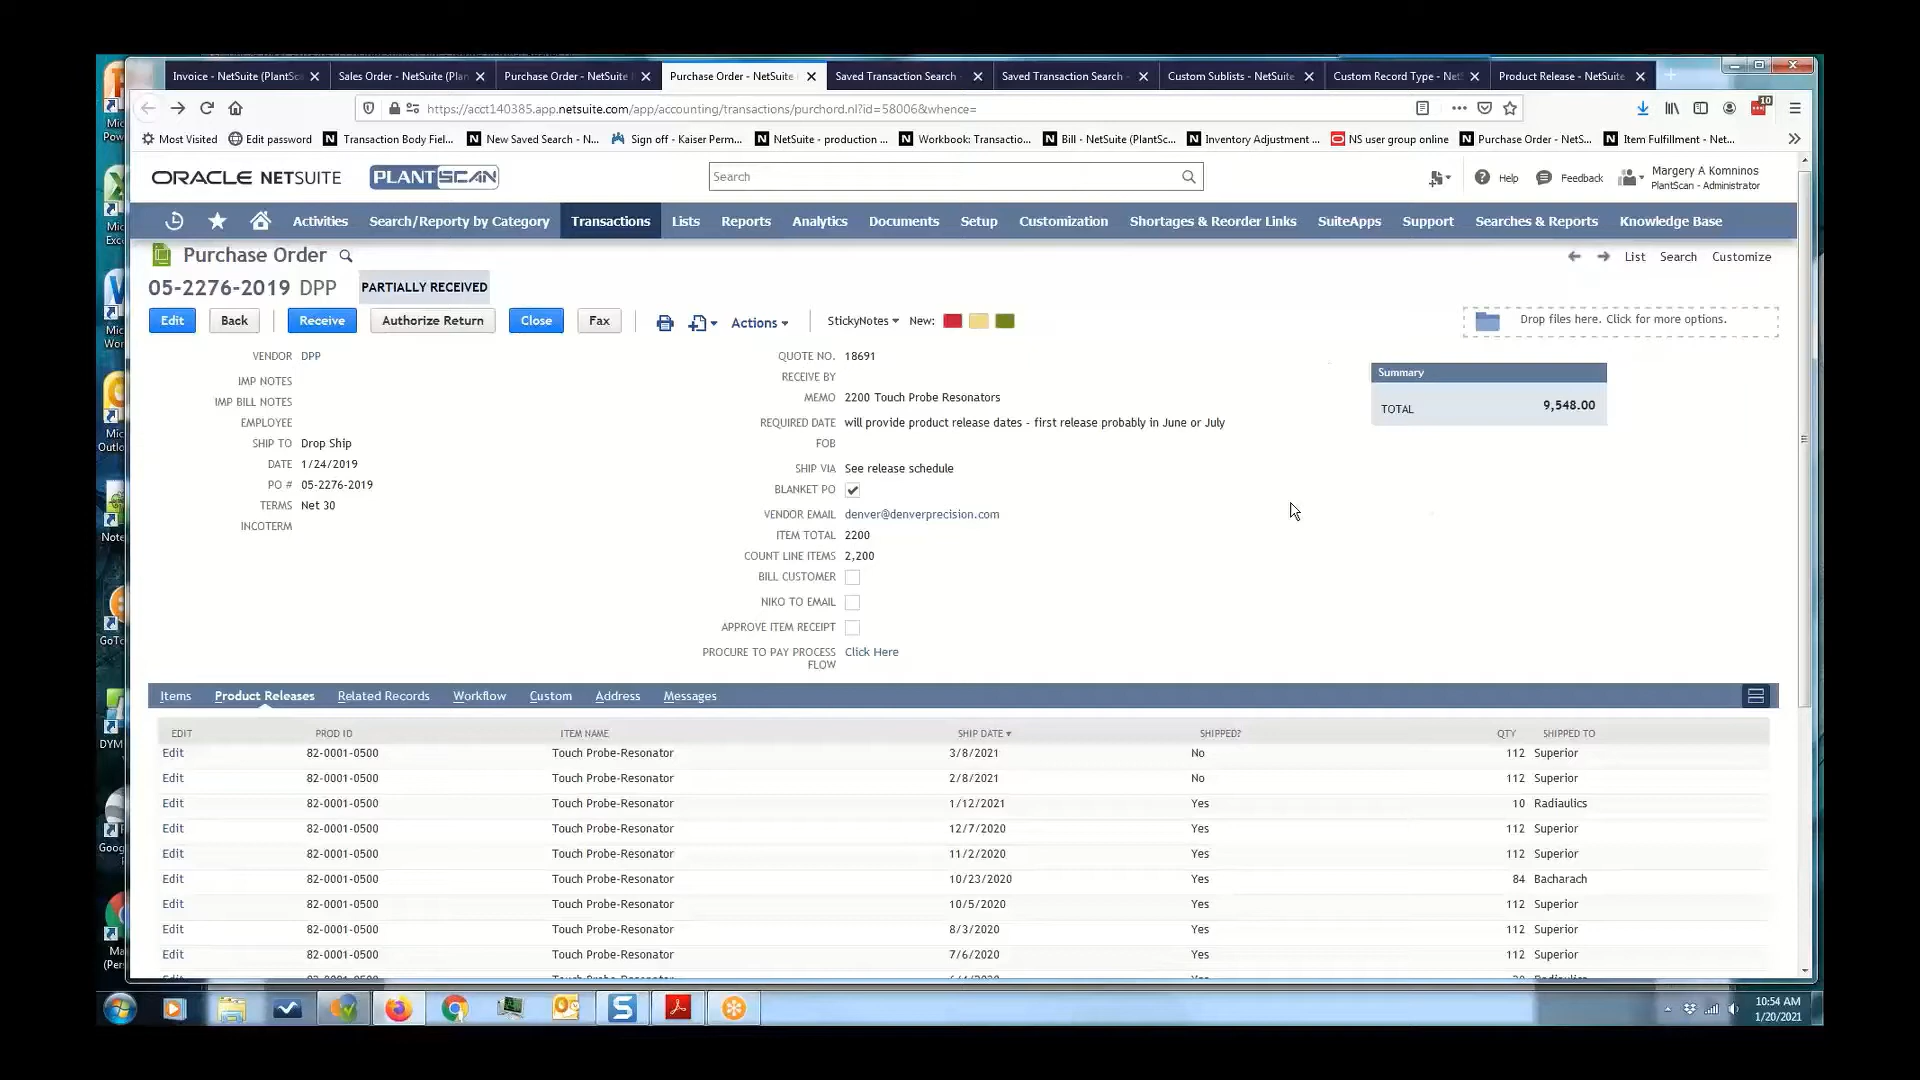 Invoice - NetSuite (PlantSc
Sales Order - NetSuite (Plan
Purchase Order - NetSuite
Purchase Order - NetSuite
Saved Transaction Search -
Saved Transaction Search -
Custom Sublists - NetSuite
Custom Record Type - NetS
Product Release - NetSuite
https://acct140385.app.netsuite.com/app/accounting/transactions/purchord.nl?id=58006&whence=
10
Most Visited
Edit password
Transaction Body Fiel...
New Saved Search - N...
Sign off - Kaiser Perm...
NetSuite - production ...
Workbook: Transactio...
Bill - NetSuite (PlantSc...
Inventory Adjustment ...
NS user group online
Purchase Order - NetS...
Item Fulfillment - Net...
ORACLE NETSUITE
PLANTSCAN
Search
Help
Feedback
Margery A Komninos
PlantScan - Administrator
Activities
Search/Reporty by Category
Transactions
Lists
Reports
Analytics
Documents
Setup
Customization
Shortages & Reorder Links
SuiteApps
Support
Searches & Reports
Knowledge Base
Purchase Order
List
Search
Customize
05-2276-2019 DPP PARTIALLY RECEIVED
Edit
Back
Receive
Authorize Return
Close
Fax
Actions
StickyNotes
New:
Drop files here. Click for more options.
VENDOR DPP
IMP NOTES
IMP BILL NOTES
EMPLOYEE
SHIP TO Drop Ship
DATE 1/24/2019
PO # 05-2276-2019
TERMS Net 30
INCOTERM
QUOTE NO. 18691
RECEIVE BY
MEMO 2200 Touch Probe Resonators
REQUIRED DATE will provide product release dates - first release probably in June or July
FOB
SHIP VIA See release schedule
BLANKET PO
VENDOR EMAIL denver@denverprecision.com
ITEM TOTAL 2200
COUNT LINE ITEMS 2,200
BILL CUSTOMER
NIKO TO EMAIL
APPROVE ITEM RECEIPT
PROCURE TO PAY PROCESS Click Here
FLOW
Summary
TOTAL 9,548.00
Items
Product Releases
Related Records
Workflow
Custom
Address
Messages
EDIT PROD ID ITEM NAME SHIP DATE SHIPPED? QTY SHIPPED TO
Edit 82-0001-0500 Touch Probe-Resonator 3/8/2021 No 112 Superior
Edit 82-0001-0500 Touch Probe-Resonator 2/8/2021 No 112 Superior
Edit 82-0001-0500 Touch Probe-Resonator 1/12/2021 Yes 10 Radiaulics
Edit 82-0001-0500 Touch Probe-Resonator 12/7/2020 Yes 112 Superior
Edit 82-0001-0500 Touch Probe-Resonator 11/2/2020 Yes 112 Superior
Edit 82-0001-0500 Touch Probe-Resonator 10/23/2020 Yes 84 Bacharach
Edit 82-0001-0500 Touch Probe-Resonator 10/5/2020 Yes 112 Superior
Edit 82-0001-0500 Touch Probe-Resonator 8/3/2020 Yes 112 Superior
Edit 82-0001-0500 Touch Probe-Resonator 7/6/2020 Yes 112 Superior
10:54 AM
1/20/2021